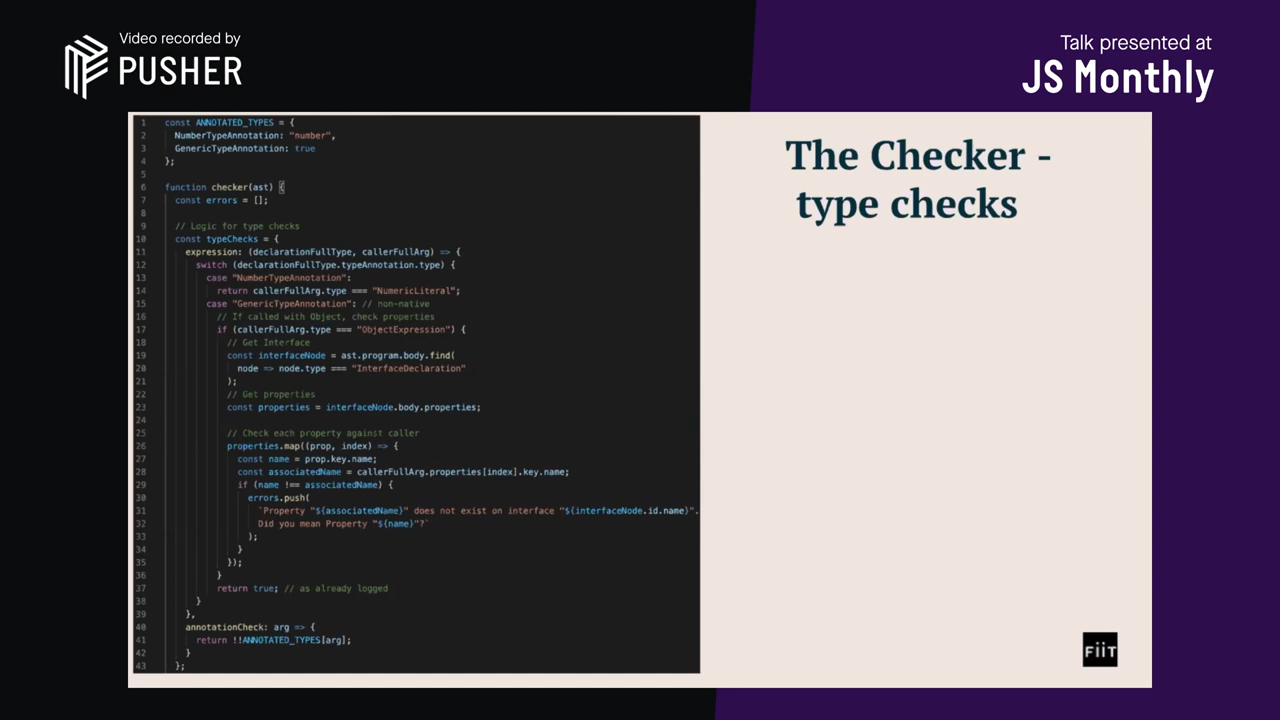 Video recorded by
PUSHER
Talk presented at
JS Monthly
1 const ANNOTATED_TYPES = {
2 NumberTypeAnnotation: "number",
3 GenericTypeAnnotation: true
4 };
5
6 function checker(ast) {
7 const errors = [];
8
9 // Logic for type checks
10 const typeChecks = {
11 expression: (declarationFullType, callerFullArg) => {
12 switch (declarationFullType.typeAnnotation.type) {
13 case "NumberTypeAnnotation":
14 return callerFullArg.type === "NumericLiteral";
15 case "GenericTypeAnnotation": // non-native
16 // If called with Object, check properties
17 if (callerFullArg.type === "ObjectExpression") {
18 // Get Interface
19 const interfaceNode = ast.program.body.find(
20 node => node.type === "InterfaceDeclaration"
21 );
22 // Get properties
23 const properties = interfaceNode.body.properties;
24
25 // Check each property against caller
26 properties.map((prop, index) => {
27 const name = prop.key.name;
28 const associatedName = callerFullArg.properties[index].key.name;
29 if (name !== associatedName) {
30 errors.push(
31 `Property "${associatedName}" does not exist on interface "${interfaceNode.id.name}".
32 Did you mean Property "${name}"?`
33 );
34 }
35 });
36 }
37 return true; // as already logged
38 }
39 },
40 annotationCheck: arg => {
41 return !!ANNOTATED_TYPES[arg];
42 }
43 };
The Checker -
type checks
FiiT